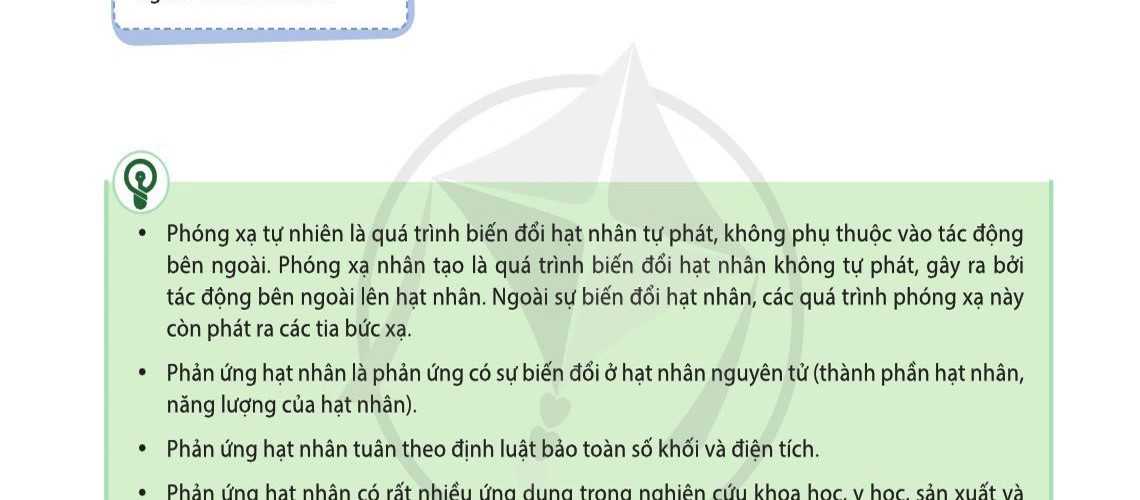 • Phóng xạ tự nhiên là quá trình biến đổi hạt nhân tự phát, không phụ thuộc vào tác động
bên ngoài. Phóng xạ nhân tạo là quá trình biến đổi hạt nhân không tự phát, gây ra bởi
tác động bên ngoài lên hạt nhân. Ngoài sự biến đổi hạt nhân, các quá trình phóng xạ này
còn phát ra các tia bức xạ.
• Phản ứng hạt nhân là phản ứng có sự biến đổi ở hạt nhân nguyên tử (thành phần hạt nhân,
năng lượng của hạt nhân).
• Phản ứng hạt nhân tuân theo định luật bảo toàn số khối và điện tích.
• Phản ứng hạt nhân có rất nhiều ứng dụng trong nghiên cứu khoa học, y học, sản xuất và